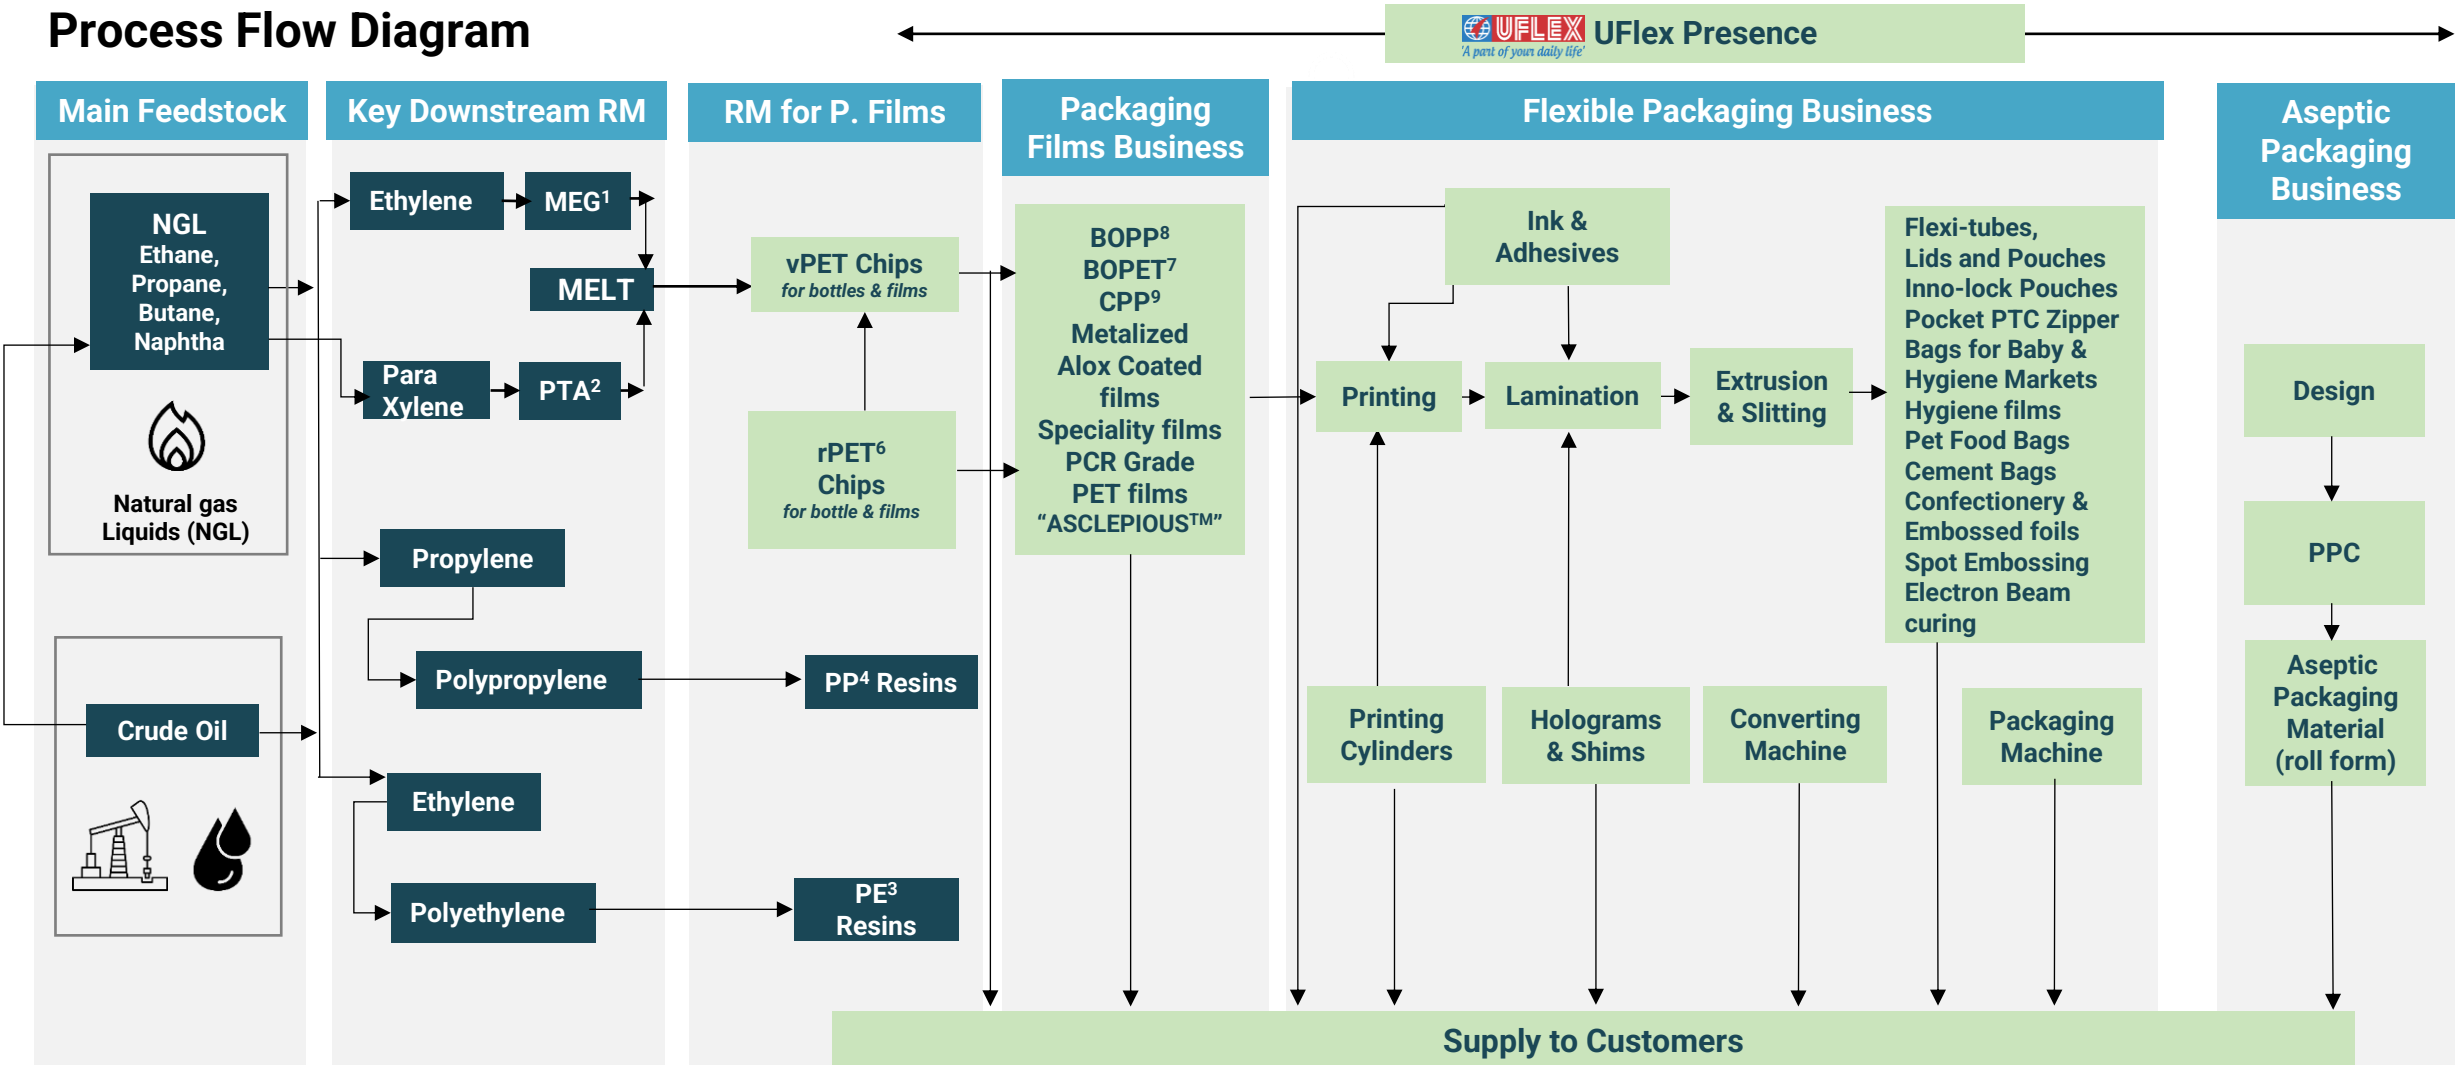 Process Flow Diagram
UFLEX
'A part of your daily life'
UFlex Presence
Main Feedstock
Key Downstream RM
RM for P. Films
Packaging
Films Business
Flexible Packaging Business
Aseptic
Packaging
Business
NGL
Ethane,
Propane,
Butane,
Naphtha
Natural gas
Liquids (NGL)
Crude Oil
Ethylene
MEG¹
MELT
Para
Xylene
PTA²
Propylene
Polypropylene
Ethylene
Polyethylene
vPET Chips
for bottles & films
rPET⁶
Chips
for bottle & films
PP⁴ Resins
PE³
Resins
BOPP⁸
BOPET⁷
CPP⁹
Metalized
Alox Coated
films
Speciality films
PCR Grade
PET films
“ASCLEPIOUS™”
Ink &
Adhesives
Printing
Lamination
Extrusion
& Slitting
Flexi-tubes,
Lids and Pouches
Inno-lock Pouches
Pocket PTC Zipper
Bags for Baby &
Hygiene Markets
Hygiene films
Pet Food Bags
Cement Bags
Confectionery &
Embossed foils
Spot Embossing
Electron Beam
curing
Printing
Cylinders
Holograms
& Shims
Converting
Machine
Packaging
Machine
Design
PPC
Aseptic
Packaging
Material
(roll form)
Supply to Customers